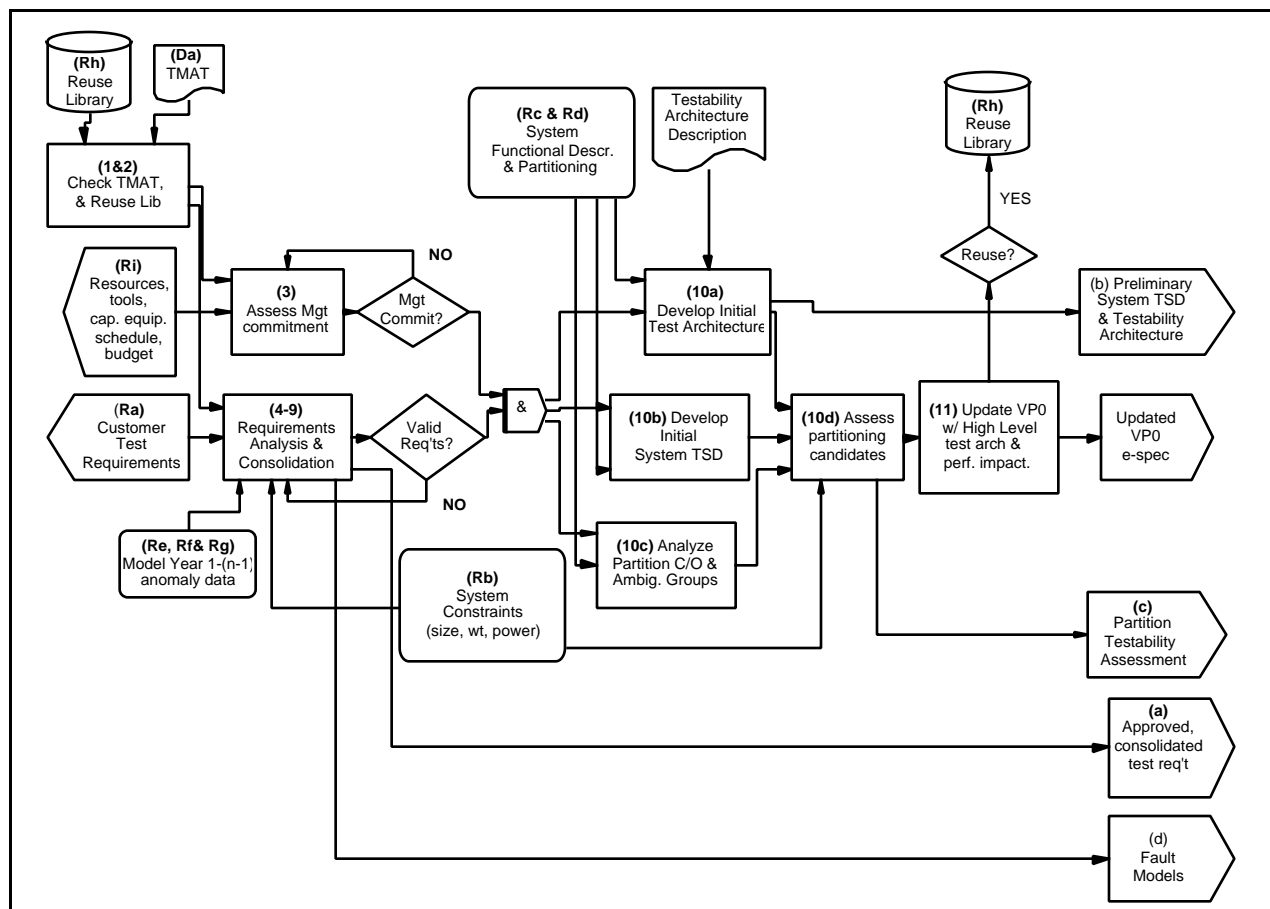 (Rh)
Reuse
Library
(Da)
TMAT
(1&2)
Check TMAT,
& Reuse Lib
(Ri)
Resources,
tools,
cap. equip.
schedule,
budget
(3)
Assess Mgt
commitment
NO
Mgt
Commit?
(Ra)
Customer
Test
Requirements
(4-9)
Requirements
Analysis &
Consolidation
Valid
Req'ts?
NO
(Re, Rf& Rg)
Model Year 1-(n-1)
anomaly data
(Rb)
System
Constraints
(size, wt, power)
&
(Rc & Rd)
System
Functional Descr.
& Partitioning
Testability
Architecture
Description
(10a)
Develop Initial
Test Architecture
(10b) Develop
Initial
System TSD
(10c) Analyze
Partition C/O &
Ambig. Groups
(10d) Assess
partitioning
candidates
(11) Update VP0
w/ High Level
test arch &
perf. impact.
Reuse?
YES
(Rh)
Reuse
Library
(b) Preliminary
System TSD
& Testability
Architecture
Updated
VP0
e-spec
(c)
Partition
Testability
Assessment
(a)
Approved,
consolidated
test req't
(d)
Fault
Models